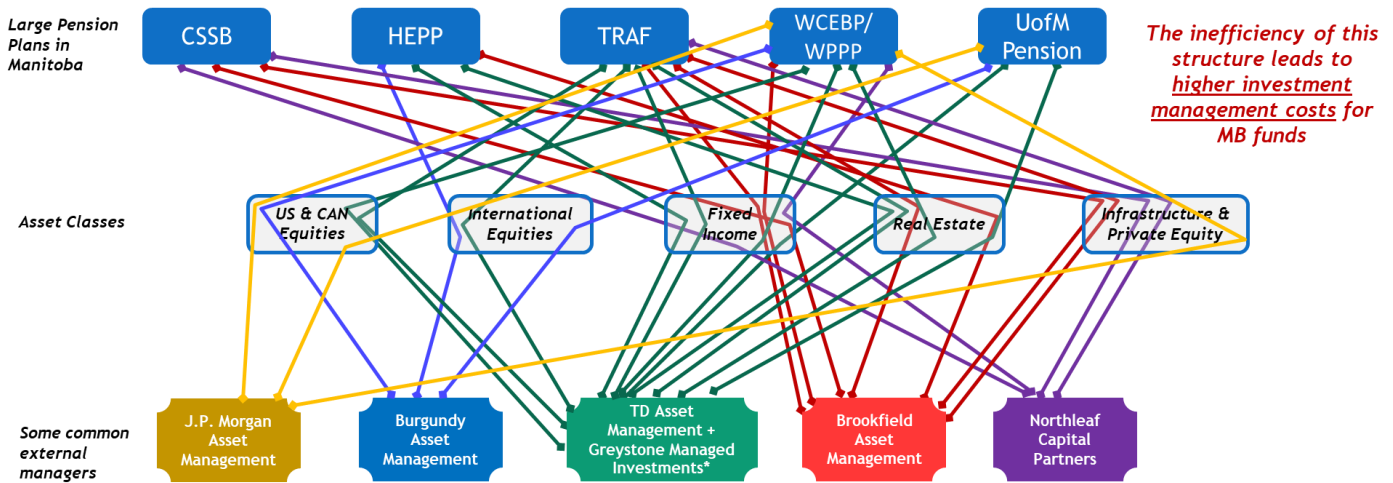 Large Pension
Plans in
Manitoba
CSSB
HEPP
TRAF
WCEBP/
WPPP
UofM
Pension
The inefficiency of this
structure leads to
higher investment
management costs for
MB funds
Asset Classes
US & CAN
Equities
International
Equities
Fixed
Income
Real Estate
Infrastructure &
Private Equity
Some common
external
managers
J.P. Morgan
Asset
Management
Burgundy
Asset
Management
TD Asset
Management +
Greystone Managed
Investments*
Brookfield
Asset
Management
Northleaf
Capital
Partners